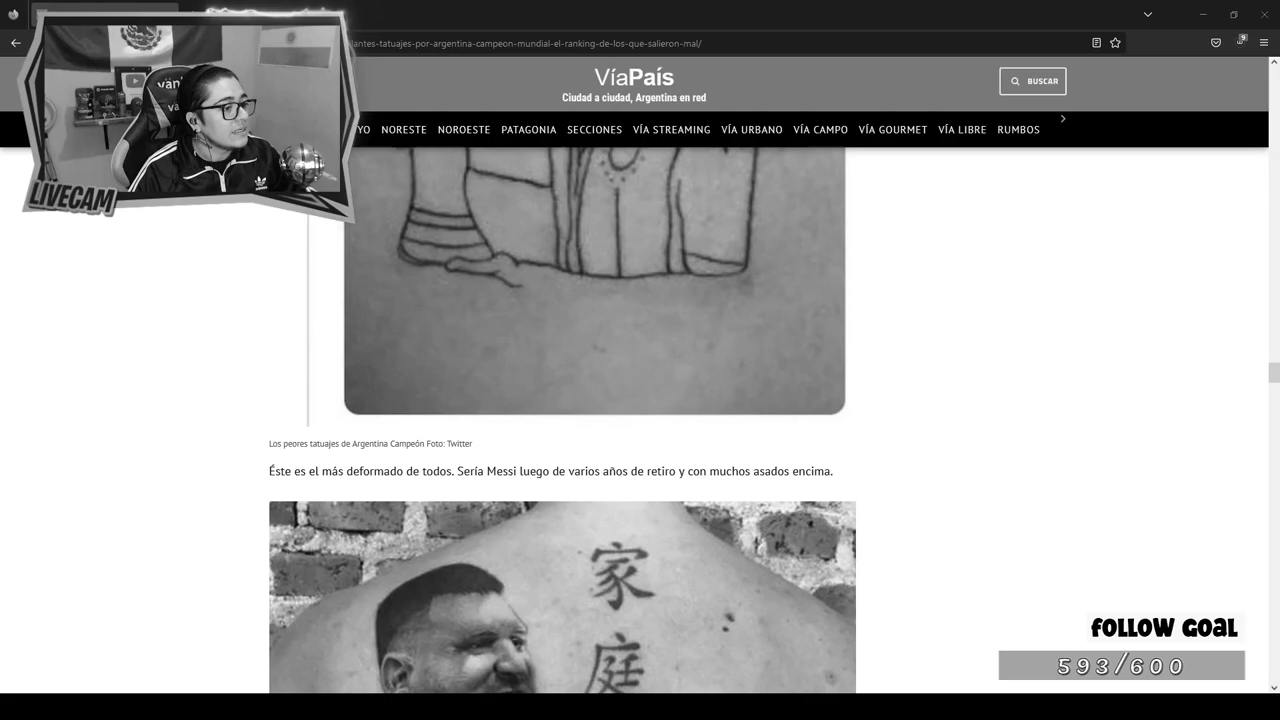 lantes-tatuajes-por-argentina-campeon-mundial-el-ranking-de-los-que-salieron-mal/
9
VíaPaís
BUSCAR
Ciudad a ciudad, Argentina en red
YO NORESTE NOROESTE PATAGONIA SECCIONES VÍA STREAMING VÍA URBANO VÍA CAMPO VÍA GOURMET VÍA LIBRE RUMBOS
LIVECAM
Los peores tatuajes de Argentina Campeón Foto: Twitter
Éste es el más deformado de todos. Sería Messi luego de varios años de retiro y con muchos asados encima.
家
庭
FOLLOW GOAL
593/600